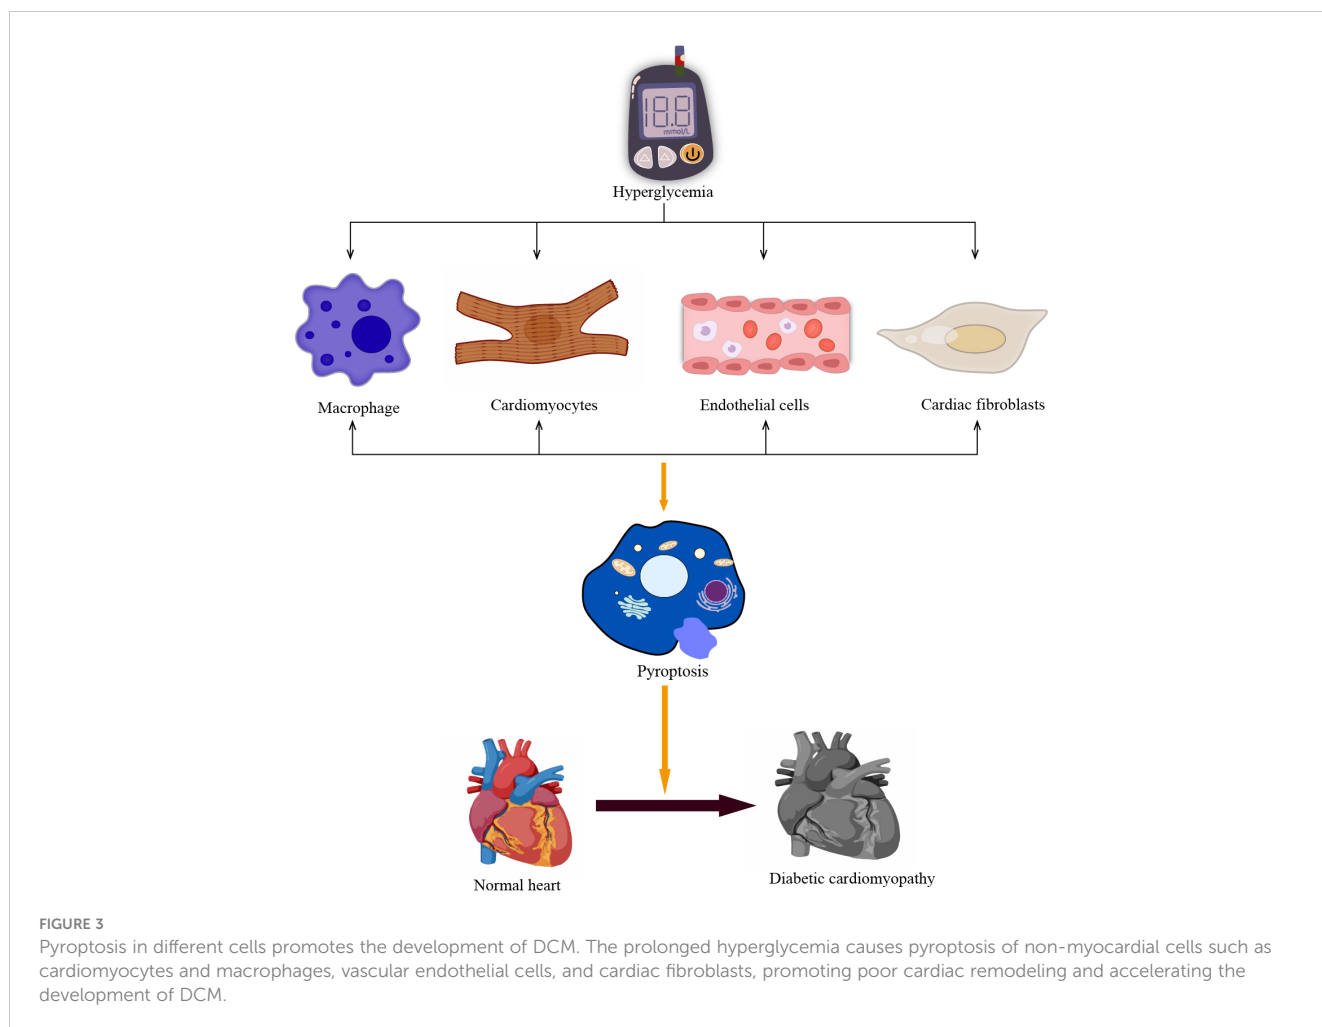 18.8
mmol/L
Hyperglycemia
Macrophage
Cardiomyocytes
Endothelial cells
Cardiac fibroblasts
Pyroptosis
Normal heart
Diabetic cardiomyopathy
FIGURE 3
Pyroptosis in different cells promotes the development of DCM. The prolonged hyperglycemia causes pyroptosis of non-myocardial cells such as
cardiomyocytes and macrophages, vascular endothelial cells, and cardiac fibroblasts, promoting poor cardiac remodeling and accelerating the
development of DCM.